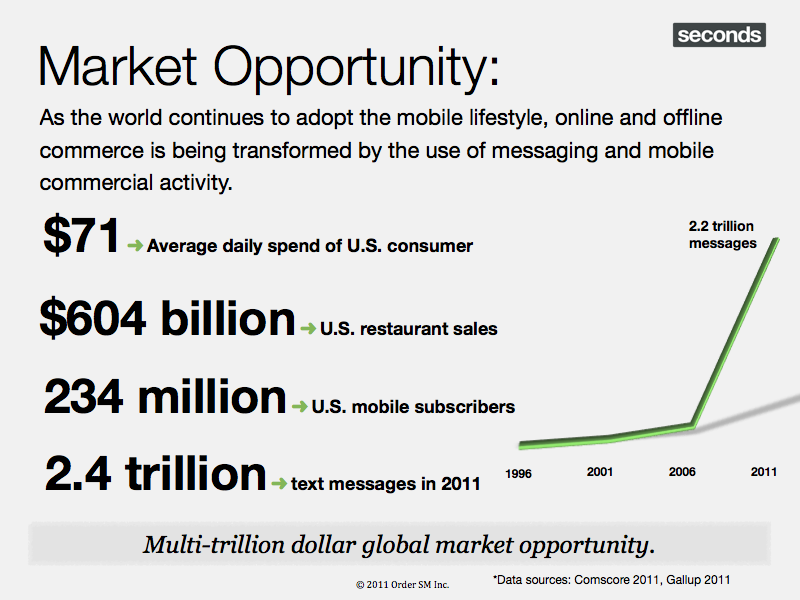 seconds
Market Opportunity:
As the world continues to adopt the mobile lifestyle, online and offline
commerce is being transformed by the use of messaging and mobile
commercial activity.
$71 ➜ Average daily spend of U.S. consumer
$604 billion ➜ U.S. restaurant sales
234 million ➜ U.S. mobile subscribers
2.4 trillion ➜ text messages in 2011
2.2 trillion
messages
1996 2001 2006 2011
Multi-trillion dollar global market opportunity.
© 2011 Order SM Inc.
*Data sources: Comscore 2011, Gallup 2011